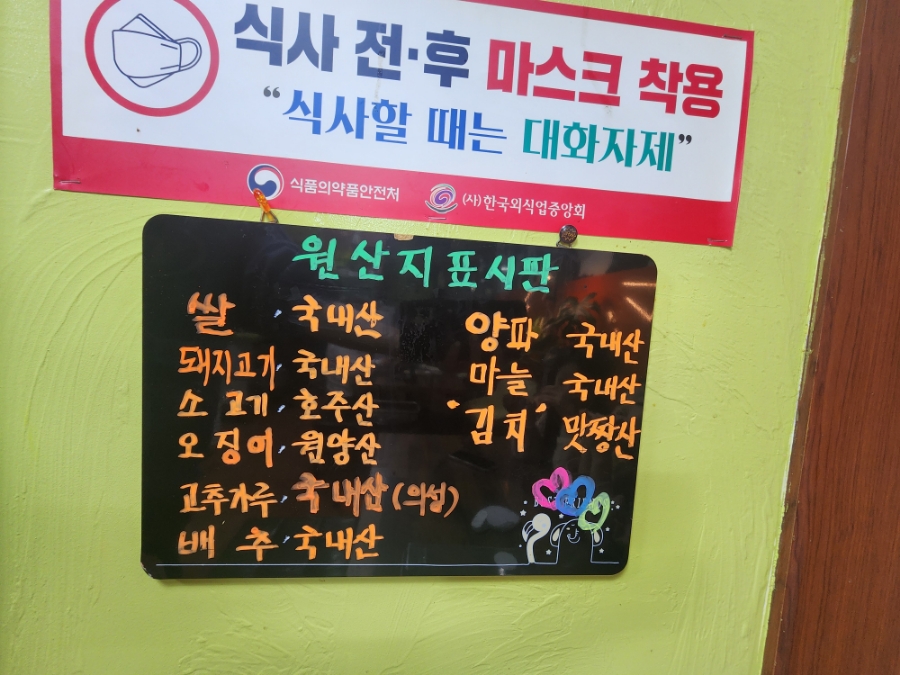 식사 전·후 마스크 착용
“식사할 때는 대화자제”
식품의약품안전처 (사)한국외식업중앙회
원산지표시판
쌀, 국내산
돼지고기, 국내산
소고기, 호주산
오징어, 원양산
고추가루, 국내산(의성)
배추, 국내산
양파 국내산
마늘 국내산
"김치" 맛짱산